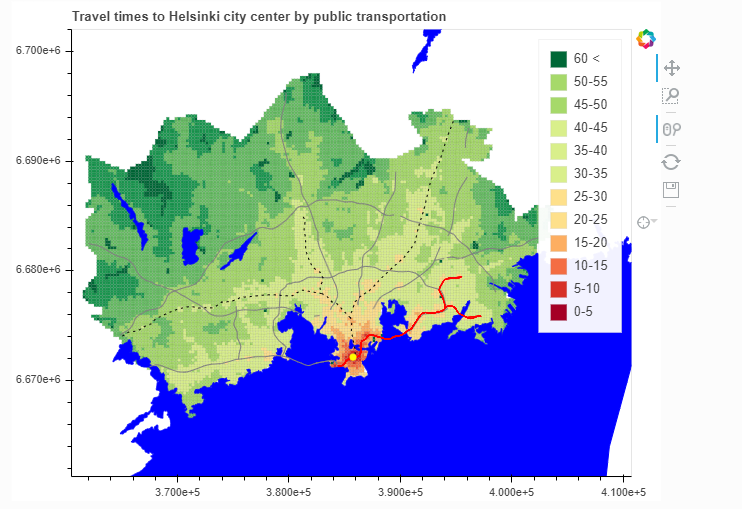 Travel times to Helsinki city center by public transportation
6.700e+6
6.690e+6
6.680e+6
6.670e+6
3.700e+5
3.800e+5
3.900e+5
4.000e+5
4.100e+5
60 <
50-55
45-50
40-45
35-40
30-35
25-30
20-25
15-20
10-15
5-10
0-5